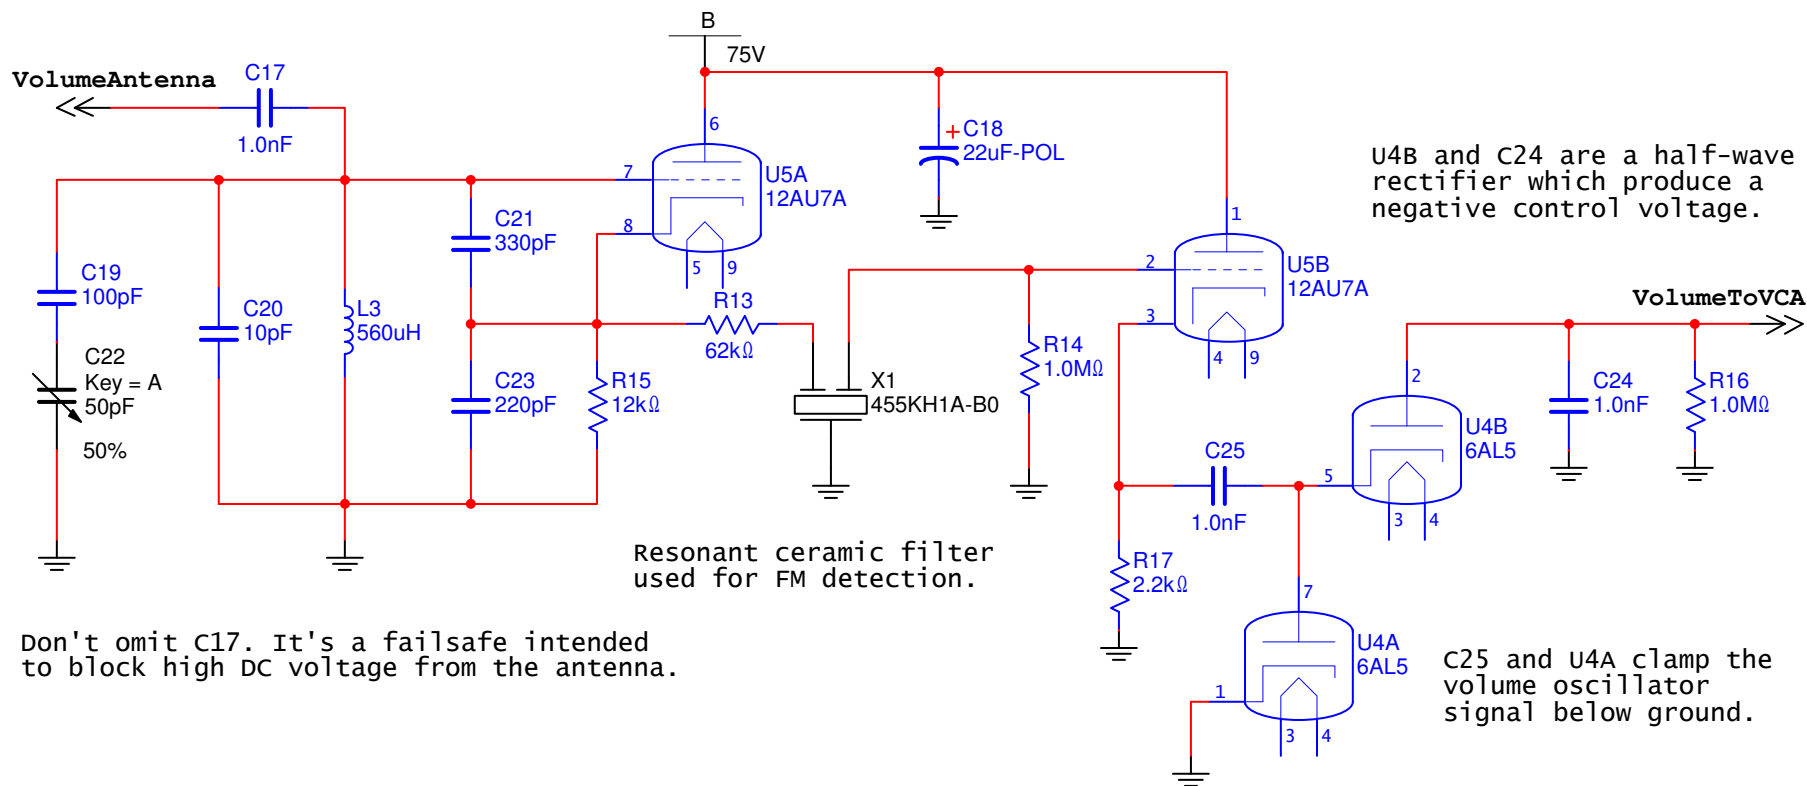 B
75V
VolumeAntenna
C17
1.0nF
6
7
U5A
12AU7A
8
5
9
C18
22uF-POL
U4B and C24 are a half-wave
rectifier which produce a
negative control voltage.
C21
330pF
C19
100pF
C20
10pF
L3
560uH
C22
Key = A
50pF
50%
C23
220pF
R13
62kΩ
R15
12kΩ
X1
455KH1A-B0
R14
1.0MΩ
1
2
U5B
12AU7A
3
4
9
VolumeToVCA
2
U4B
6AL5
5
3
4
C24
1.0nF
R16
1.0MΩ
C25
1.0nF
R17
2.2kΩ
7
U4A
6AL5
1
3
4
Resonant ceramic filter
used for FM detection.
Don't omit C17. It's a failsafe intended
to block high DC voltage from the antenna.
C25 and U4A clamp the
volume oscillator
signal below ground.